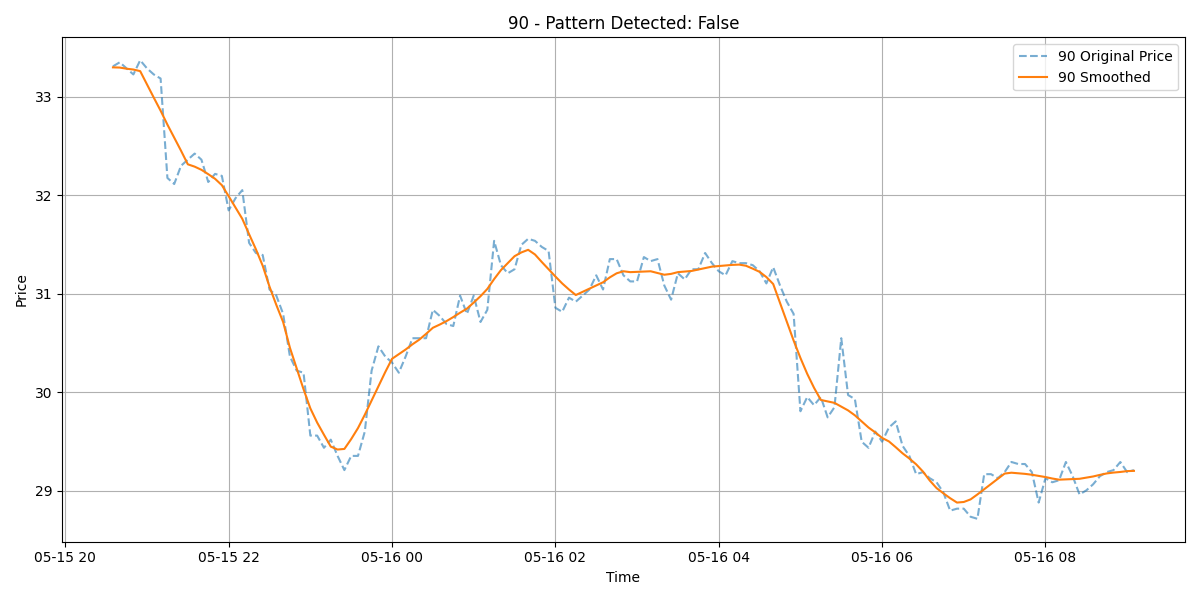 90 - Pattern Detected: False
90 Original Price
90 Smoothed
Price
33
32
31
30
29
05-15 20
05-15 22
05-16 00
05-16 02
05-16 04
05-16 06
05-16 08
Time